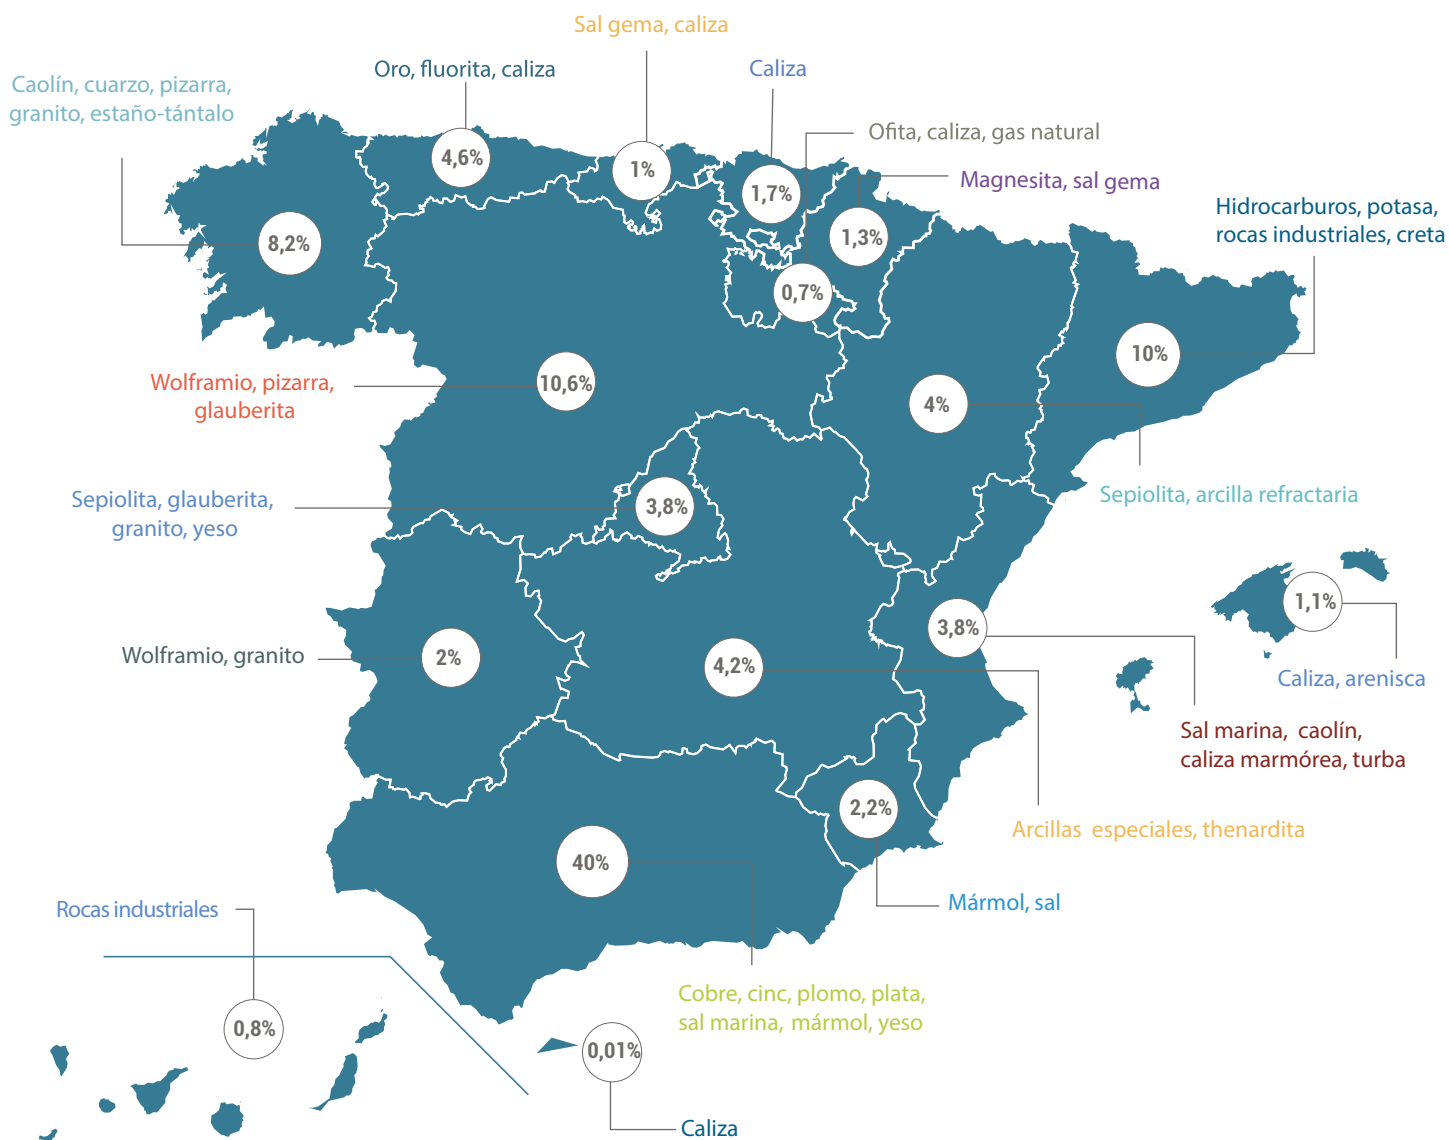 Sal gema, caliza
Oro, fluorita, caliza
Caliza
Caolín, cuarzo, pizarra,
granito, estaño-tántalo
Ofita, caliza, gas natural
4,6%
1%
Magnesita, sal gema
1,7%
Hidrocarburos, potasa,
rocas industriales, creta
8,2%
1,3%
0,7%
10%
Wolframio, pizarra,
glauberita
10,6%
4%
Sepiolita, glauberita,
granito, yeso
3,8%
Sepiolita, arcilla refractaria
1,1%
3,8%
Wolframio, granito
2%
4,2%
Caliza, arenisca
Sal marina, caolín,
caliza marmórea, turba
2,2%
Arcillas especiales, thenardita
40%
Mármol, sal
Rocas industriales
Cobre, cinc, plomo, plata,
sal marina, mármol, yeso
0,8%
0,01%
Caliza